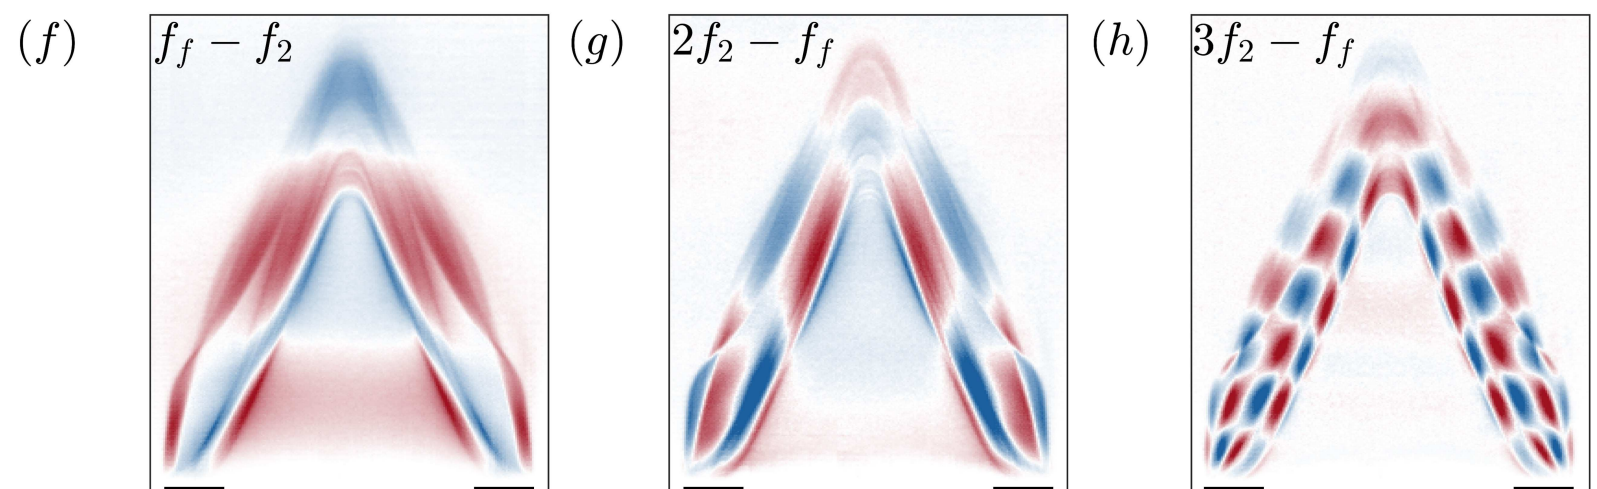 (f) f_f − f_2
(g) 2f_2 − f_f
(h) 3f_2 − f_f